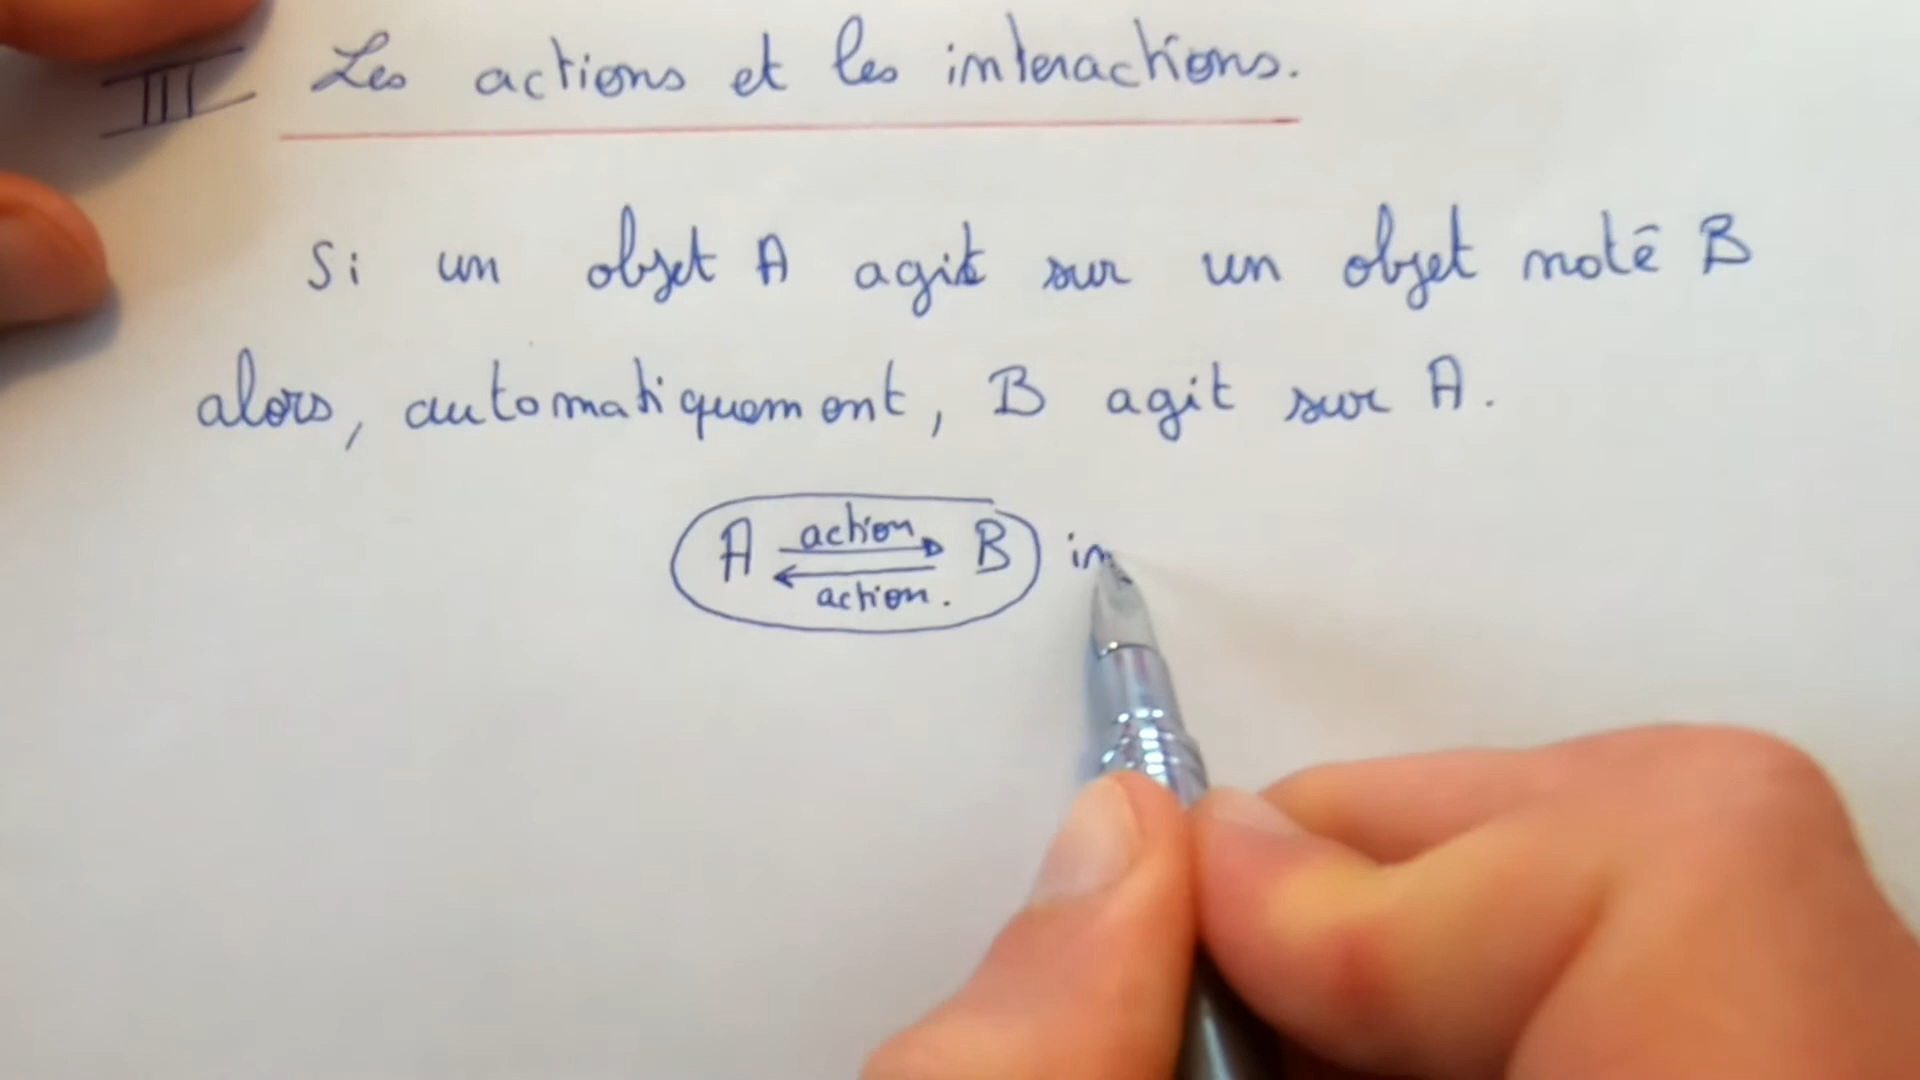 III Les actions et les interactions.
Si un objet A agit sur un objet noté B
alors, automatiquement, B agit sur A.
A action B in
action.